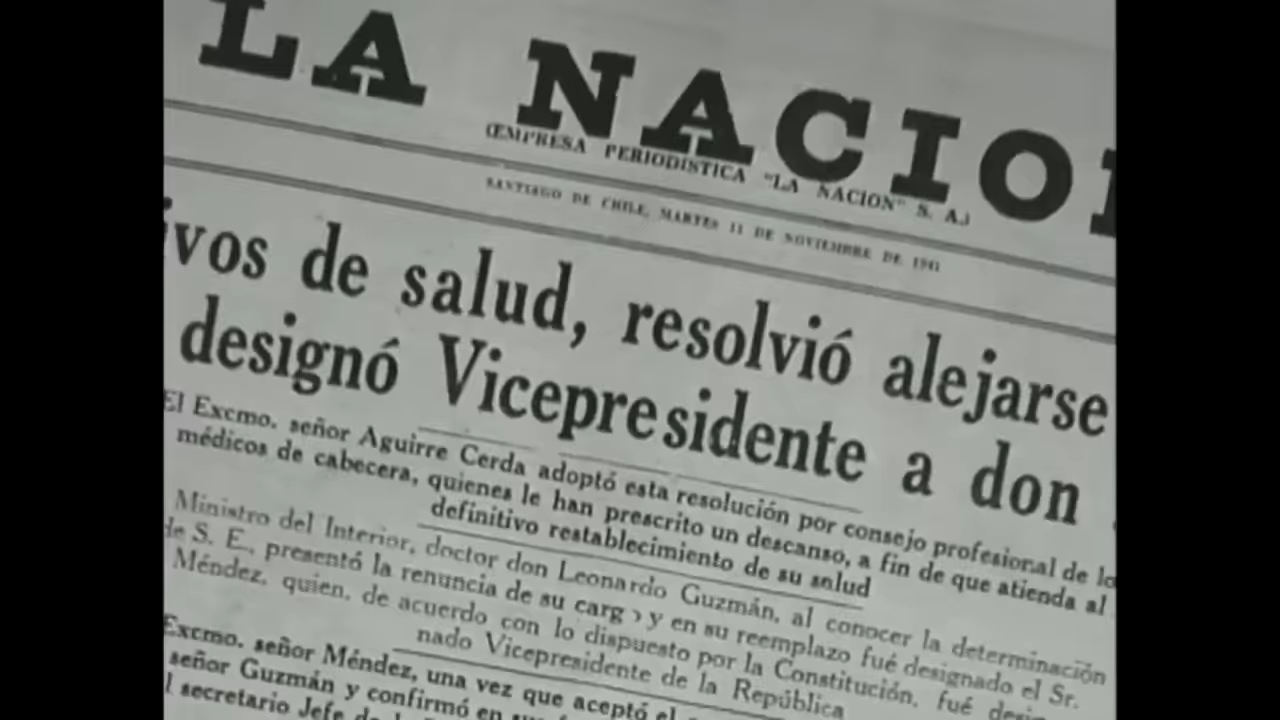 LA NACION
(EMPRESA PERIODISTICA "LA NACION" S. A.)
SANTIAGO DE CHILE, MARTES 11 DE NOVIEMBRE DE 1941
ivos de salud, resolvió alejarse
designó Vicepresidente a don
El Excmo. señor Aguirre Cerda adoptó esta resolución por consejo profesional de lo
médicos de cabecera, quienes le han prescrito un descanso, a fin de que atienda al
definitivo restablecimiento de su salud
Ministro del Interior, doctor don Leonardo Guzmán, al conocer la determinación
de S. E., presentó la renuncia de su carg y en su reemplazo fué designado el Sr.
Méndez, quien, de acuerdo con lo dispuesto por la Constitución, fué desig
nado Vicepresidente de la República
Excmo. señor Méndez, una vez que aceptó el
señor Guzmán y confirmó en
l secretario Jefe de